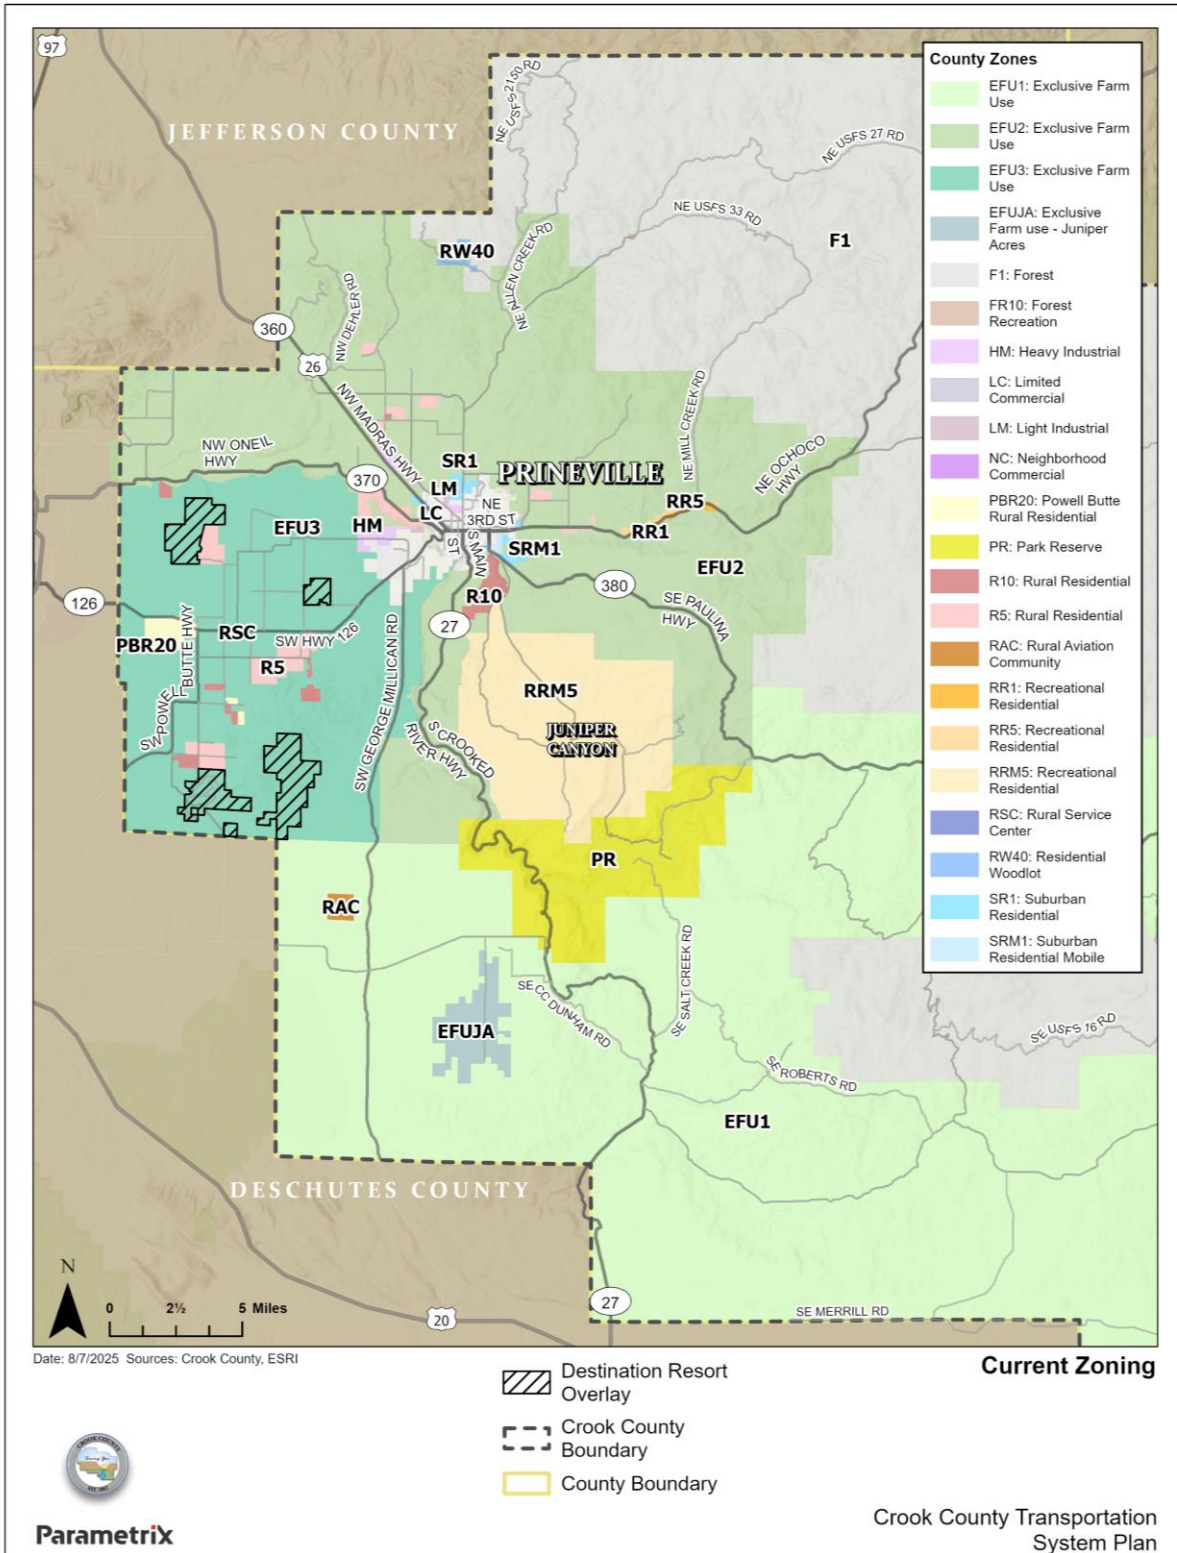 97
JEFFERSON COUNTY
NE USFS 2150 RD
NE USFS 27 RD
NE USFS 33 RD
F1
RW40
NE ALLEN CREEK RD
NW DEHLER RD
360
26
NW MADRAS HWY
NE MILL CREEK RD
NE OCHOCO
HWY
NW ONEIL
HWY
370
SR1
PRINEVILLE
LM
LC
NE
3RD ST
HM
EFU3
RR5
RR1
S MAIN
ST
SRM1
EFU2
R10
380
SE PAULINA
HWY
126
PBR20
RSC
SW HWY 126
27
R5
SW POWELL
BUTTE HWY
SW GEORGE MILLICAN RD
RRM5
JUNIPER
CANYON
S CROOKED
RIVER HWY
PR
RAC
SE SALT CREEK RD
EFUJA
SE CC DUNHAM RD
SE USFS 16 RD
SE ROBERTS RD
EFU1
DESCHUTES COUNTY
N
0 2½ 5 Miles
20
27
SE MERRILL RD
County Zones
EFU1: Exclusive Farm
Use
EFU2: Exclusive Farm
Use
EFU3: Exclusive Farm
Use
EFUJA: Exclusive
Farm use - Juniper
Acres
F1: Forest
FR10: Forest
Recreation
HM: Heavy Industrial
LC: Limited
Commercial
LM: Light Industrial
NC: Neighborhood
Commercial
PBR20: Powell Butte
Rural Residential
PR: Park Reserve
R10: Rural Residential
R5: Rural Residential
RAC: Rural Aviation
Community
RR1: Recreational
Residential
RR5: Recreational
Residential
RRM5: Recreational
Residential
RSC: Rural Service
Center
RW40: Residential
Woodlot
SR1: Suburban
Residential
SRM1: Suburban
Residential Mobile
Date: 8/7/2025 Sources: Crook County, ESRI
Current Zoning
Destination Resort
Overlay
Crook County
Boundary
County Boundary
CROOK COUNTY
Parametrix
Crook County Transportation
System Plan